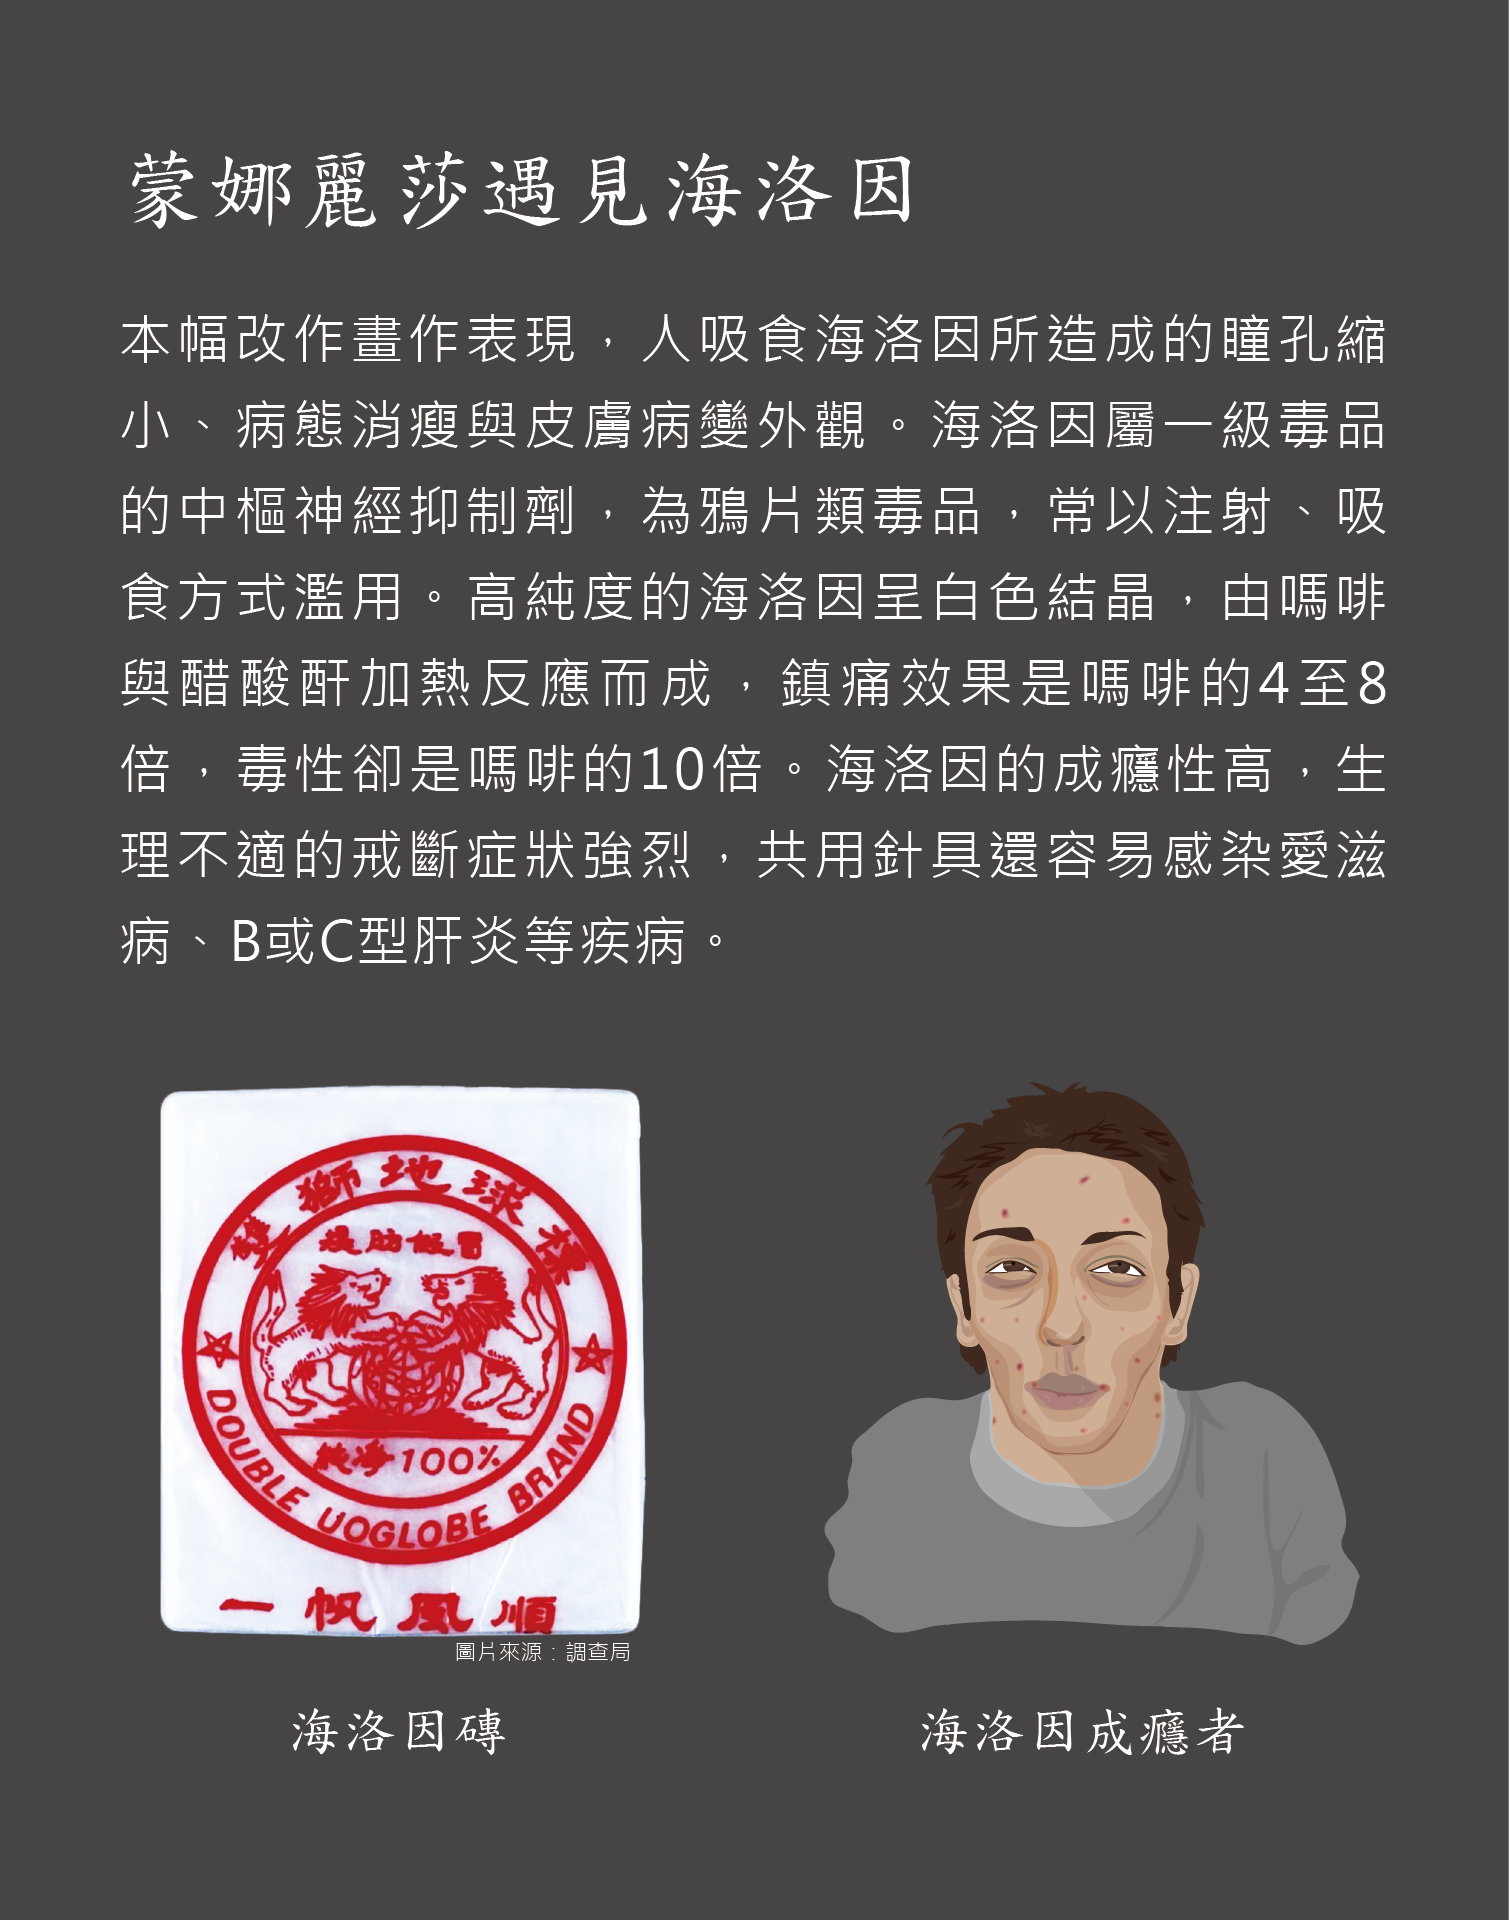 蒙娜麗莎遇見海洛因
本幅改作畫作表現，人吸食海洛因所造成的瞳孔縮
小、病態消瘦與皮膚病變外觀。海洛因屬一級毒品
的中樞神經抑制劑，為鴉片類毒品，常以注射、吸
食方式濫用。高純度的海洛因呈白色結晶，由嗎啡
與醋酸酐加熱反應而成，鎮痛效果是嗎啡的4至8
倍，毒性卻是嗎啡的10倍。海洛因的成癮性高，生
理不適的戒斷症狀強烈，共用針具還容易感染愛滋
病、B或C型肝炎等疾病。
雙獅地球標
提防假冒
純淨100%
DOUBLE UOGLOBE BRAND
一帆風順
圖片來源：調查局
海洛因磚
海洛因成癮者